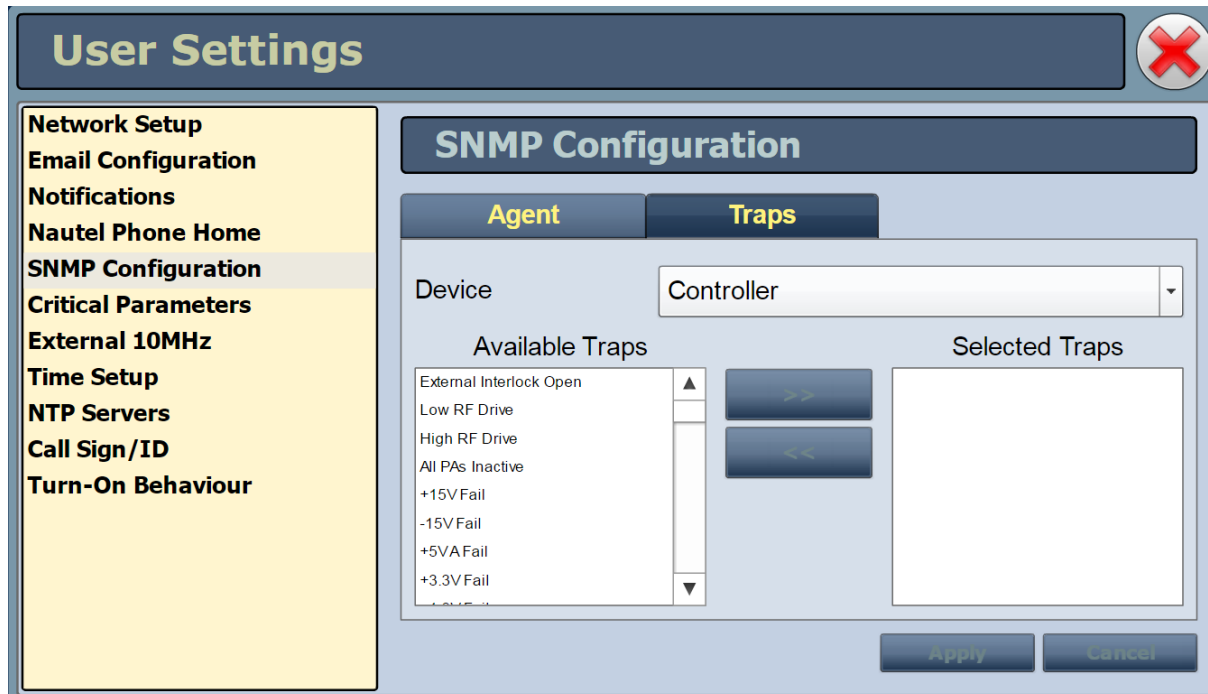 User Settings
Network Setup
Email Configuration
Notifications
Nautel Phone Home
SNMP Configuration
Critical Parameters
External 10MHz
Time Setup
NTP Servers
Call Sign/ID
Turn-On Behaviour
SNMP Configuration
Agent
Traps
Device
Controller
Available Traps
External Interlock Open
Low RF Drive
High RF Drive
All PAs Inactive
+15V Fail
-15V Fail
+5VA Fail
+3.3V Fail
>>
<<
Selected Traps
Apply
Cancel